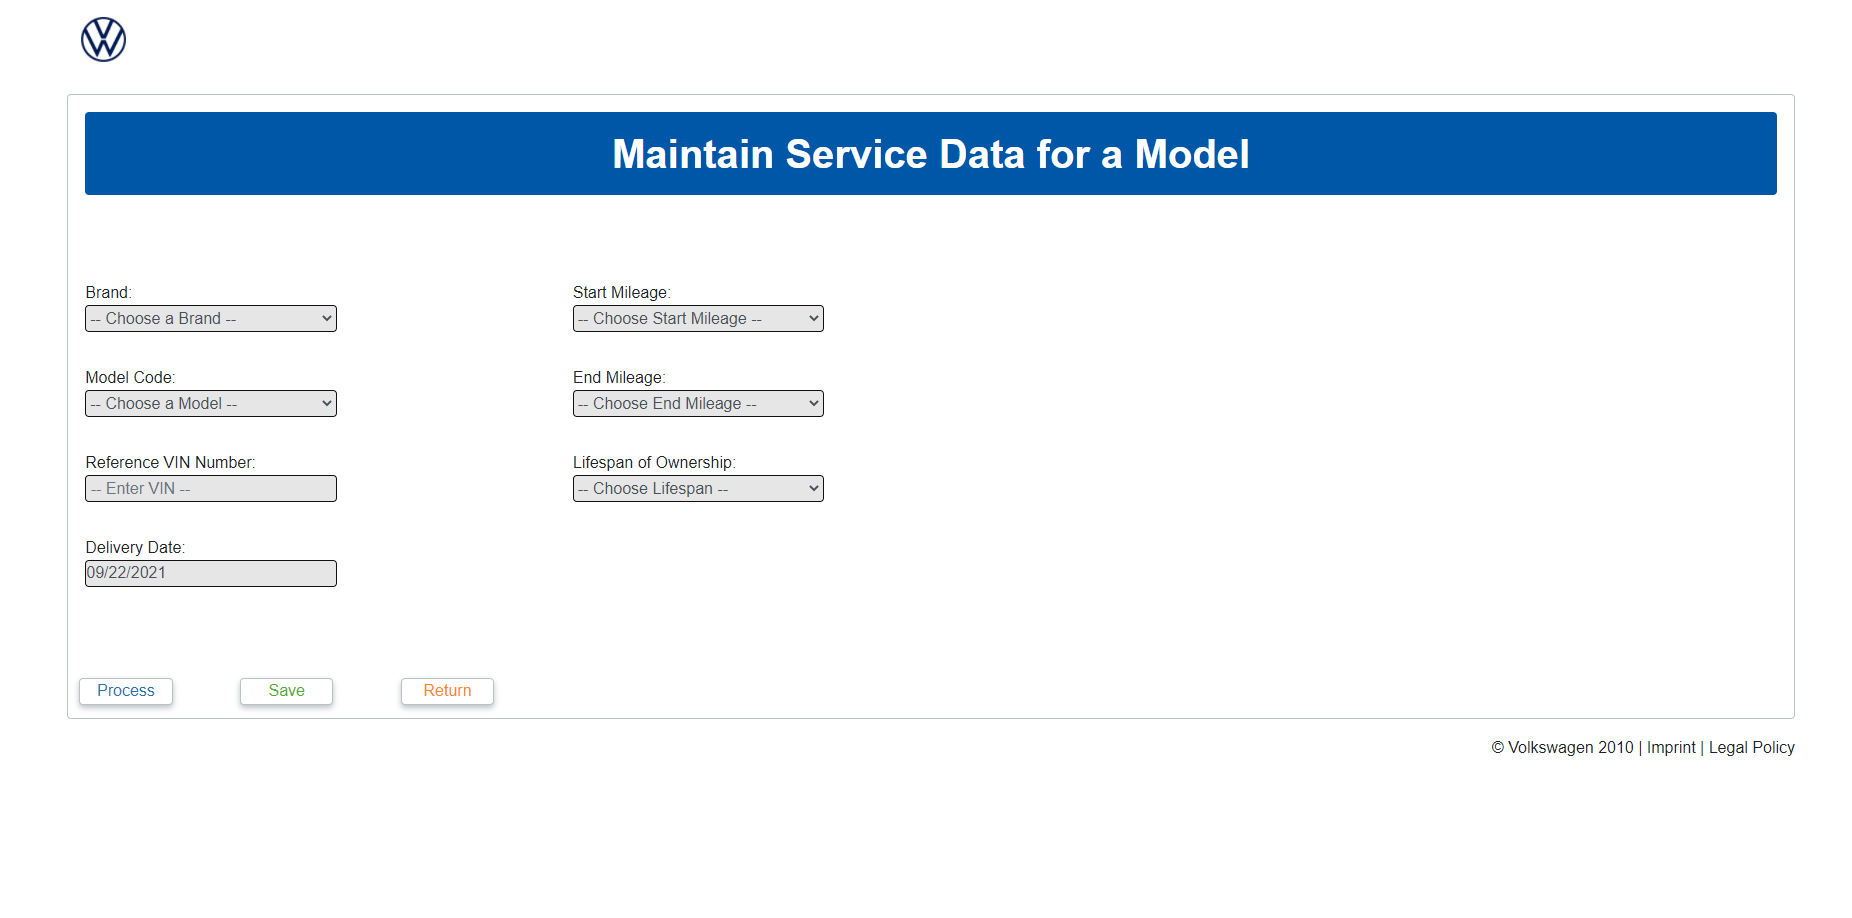 Maintain Service Data for a Model
Brand:
-- Choose a Brand --
Start Mileage:
-- Choose Start Mileage --
Model Code:
-- Choose a Model --
End Mileage:
-- Choose End Mileage --
Reference VIN Number:
-- Enter VIN --
Lifespan of Ownership:
-- Choose Lifespan --
Delivery Date:
09/22/2021
Process
Save
Return
© Volkswagen 2010 | Imprint | Legal Policy